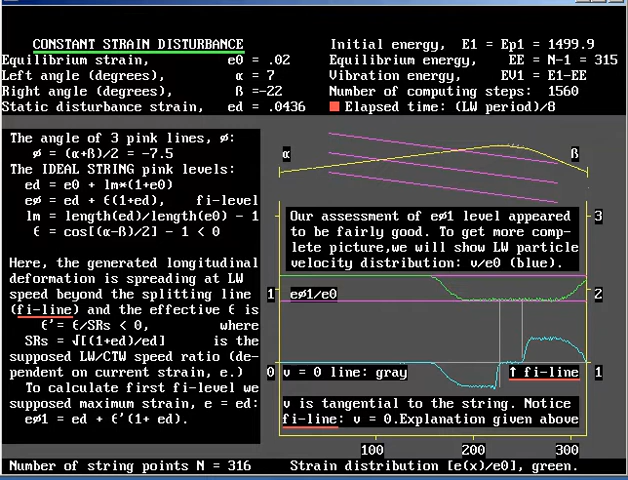 CONSTANT STRAIN DISTURBANCE
Equilibrium strain, e0 = .02
Left angle (degrees), α = 7
Right angle (degrees), ß =-22
Static disturbance strain, ed = .0436
Initial energy, E1 = Ep1 = 1499.9
Equilibrium energy, EE = N-1 = 315
Vibration energy, EV1 = E1-EE
Number of computing steps: 1560
Elapsed time: (LW period)/8
The angle of 3 pink lines, ø:
ø = (α+ß)/2 = -7.5
The IDEAL STRING pink levels:
ed = e0 + lm*(1+e0)
eø = ed + ϵ(1+ed), fi-level
lm = length(ed)/length(e0) - 1
ϵ = cos[(α-ß)/2] - 1 < 0
Here, the generated longitudinal
deformation is spreading at LW
speed beyond the splitting line
(fi-line) and the effective ϵ is
ϵ'= ϵ/SRs < 0, where
SRs = √[(1+ed)/ed] is the
supposed LW/CTW speed ratio (de-
pendent on current strain, e.)
To calculate first fi-level we
supposed maximum strain, e = ed:
eø1 = ed + ϵ'(1+ ed).
α
ß
Our assessment of eø1 level appeared
to be fairly good. To get more comp-
lete picture,we will show LW particle
velocity distribution: v/e0 (blue).
3
1
eø1/e0
2
0
v = 0 line: gray
↑ fi-line
1
v is tangential to the string. Notice
fi-line: v = 0.Explanation given above
100
200
300
Number of string points N = 316
Strain distribution [e(x)/e0], green.